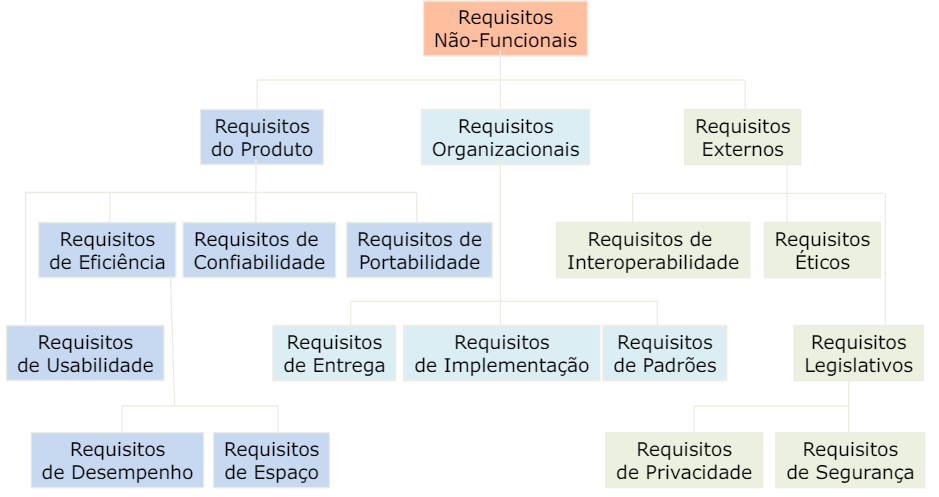 Requisitos
Não-Funcionais
Requisitos
do Produto
Requisitos
Organizacionais
Requisitos
Externos
Requisitos
de Eficiência
Requisitos de
Confiabilidade
Requisitos de
Portabilidade
Requisitos de
Interoperabilidade
Requisitos
Éticos
Requisitos
de Usabilidade
Requisitos
de Entrega
Requisitos
de Implementação
Requisitos
de Padrões
Requisitos
Legislativos
Requisitos
de Desempenho
Requisitos
de Espaço
Requisitos
de Privacidade
Requisitos
de Segurança